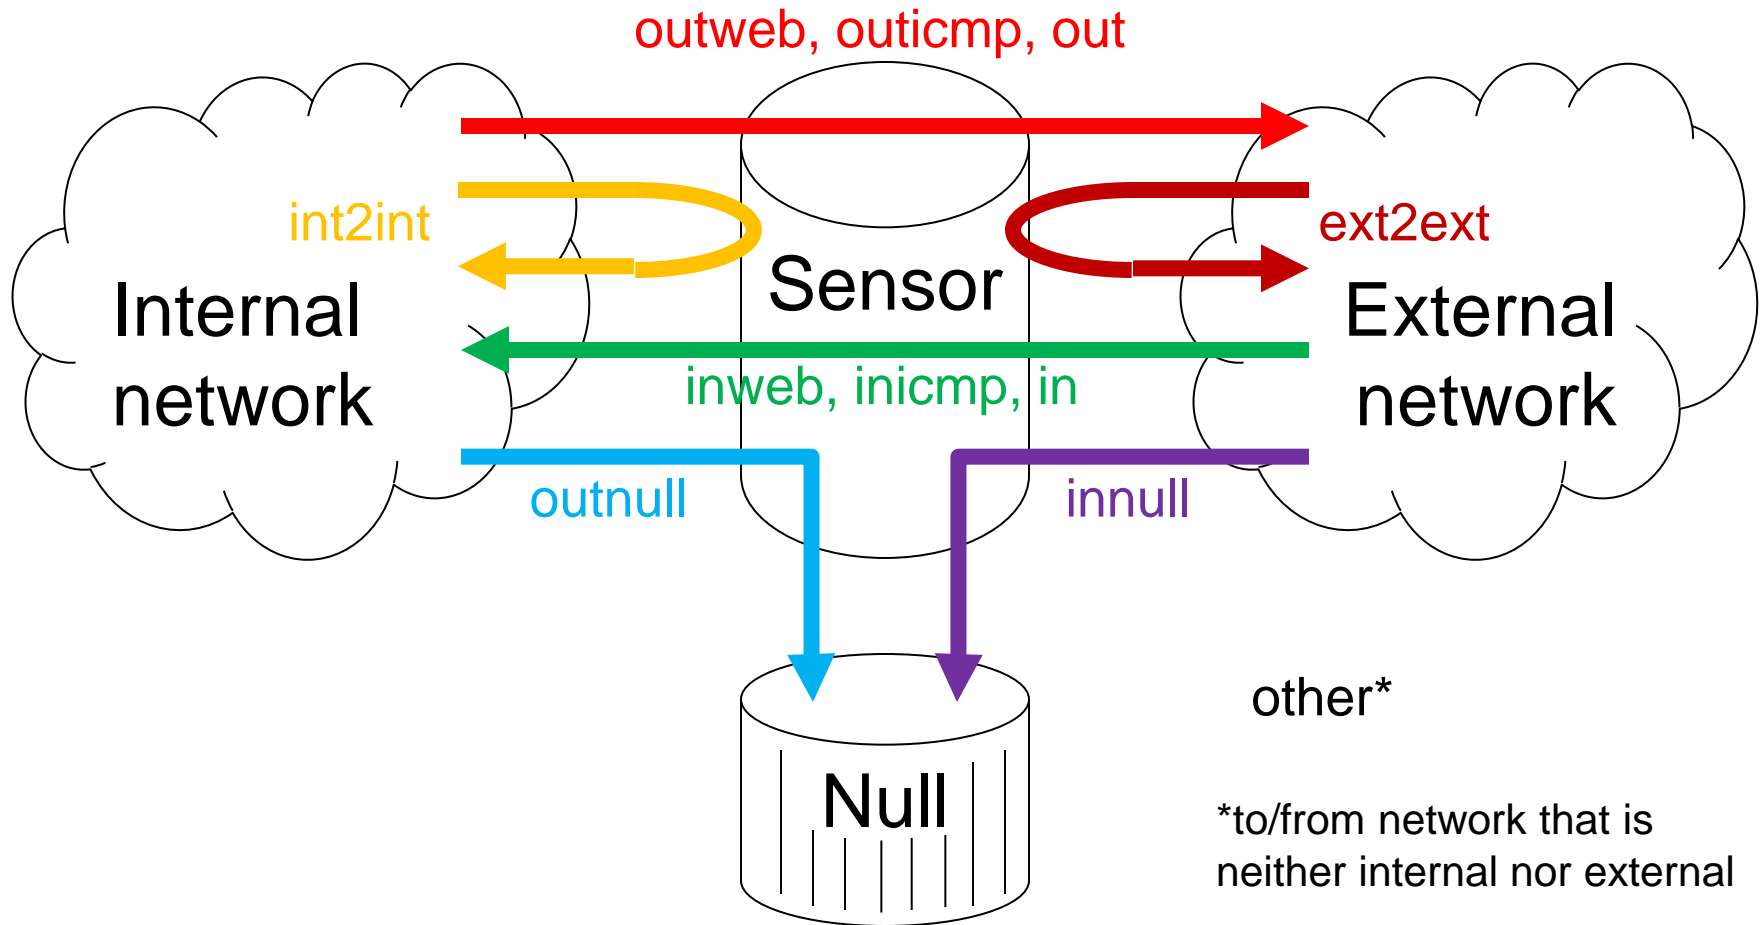 outweb, outicmp, out
int2int
ext2ext
Sensor
Internal
network
External
network
inweb, inicmp, in
outnull
innull
other*
Null
*to/from network that is
neither internal nor external